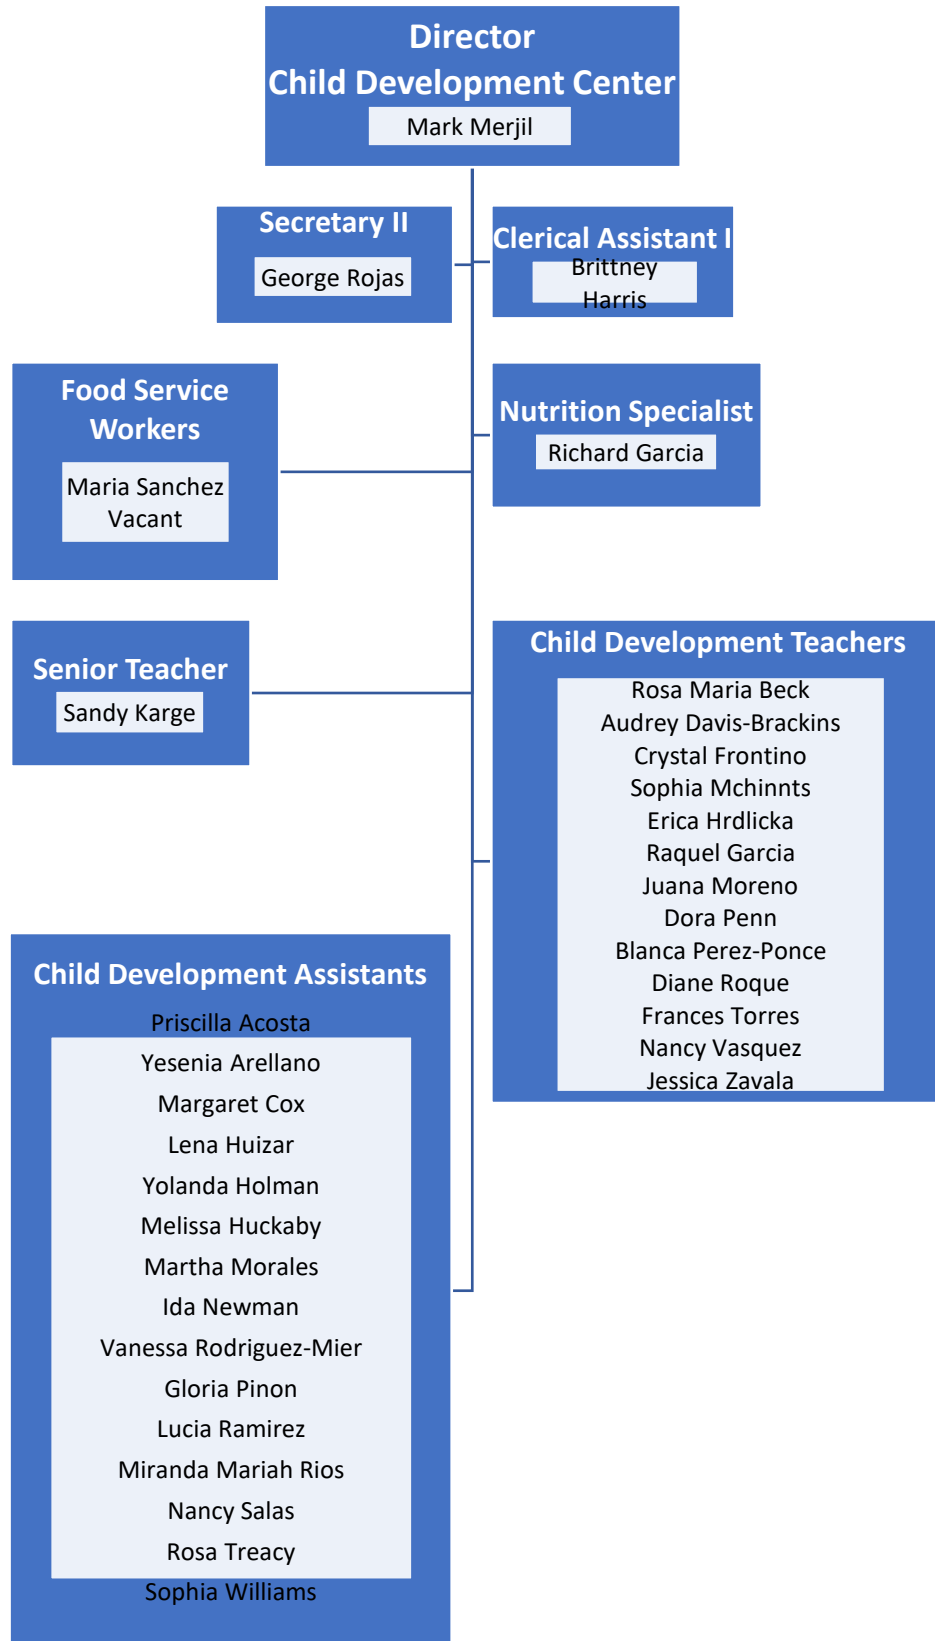 Director
Child Development Center
Mark Merjil
Secretary II
George Rojas
Clerical Assistant I
Brittney
Harris
Food Service
Workers
Maria Sanchez
Vacant
Nutrition Specialist
Richard Garcia
Senior Teacher
Sandy Karge
Child Development Teachers
Rosa Maria Beck
Audrey Davis-Brackins
Crystal Frontino
Sophia Mchinnts
Erica Hrdlicka
Raquel Garcia
Juana Moreno
Dora Penn
Blanca Perez-Ponce
Diane Roque
Frances Torres
Nancy Vasquez
Jessica Zavala
Child Development Assistants
Priscilla Acosta
Yesenia Arellano
Margaret Cox
Lena Huizar
Yolanda Holman
Melissa Huckaby
Martha Morales
Ida Newman
Vanessa Rodriguez-Mier
Gloria Pinon
Lucia Ramirez
Miranda Mariah Rios
Nancy Salas
Rosa Treacy
Sophia Williams